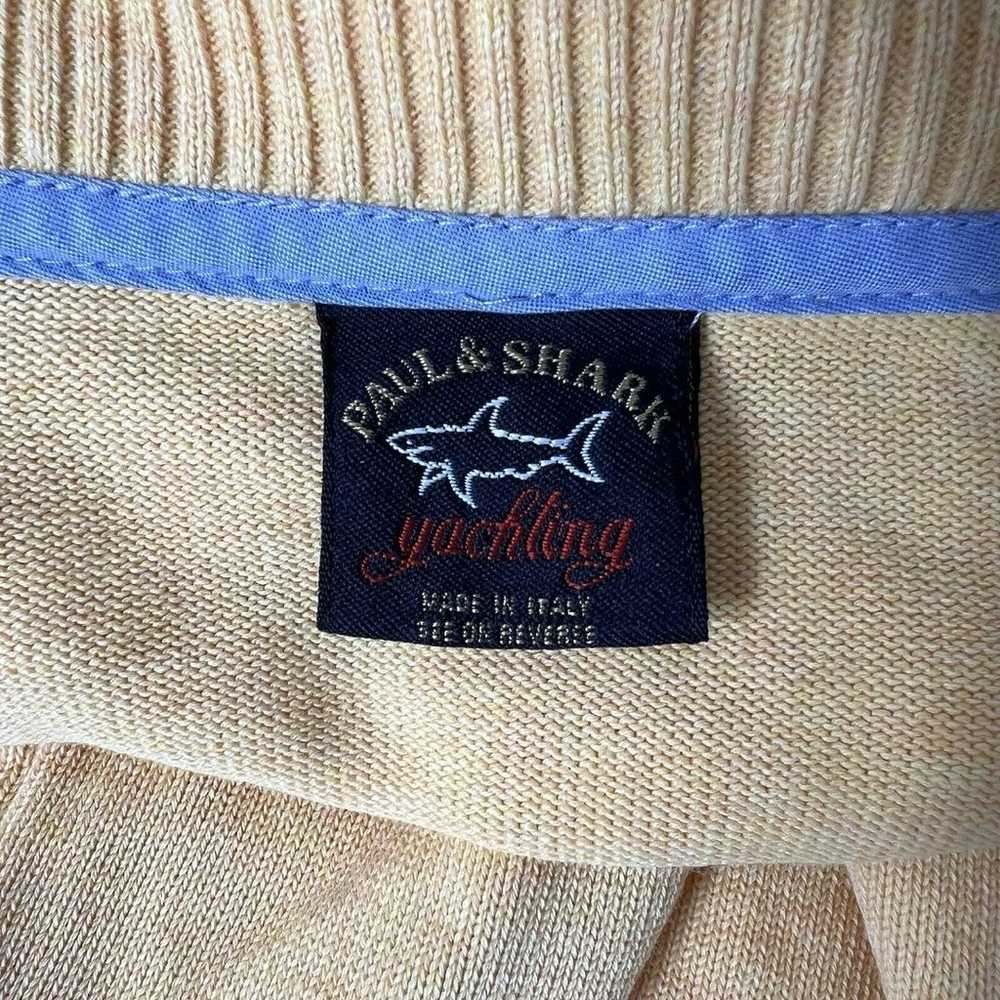 PAUL & SHARK
yachting
MADE IN ITALY
SEE ON REVERSE